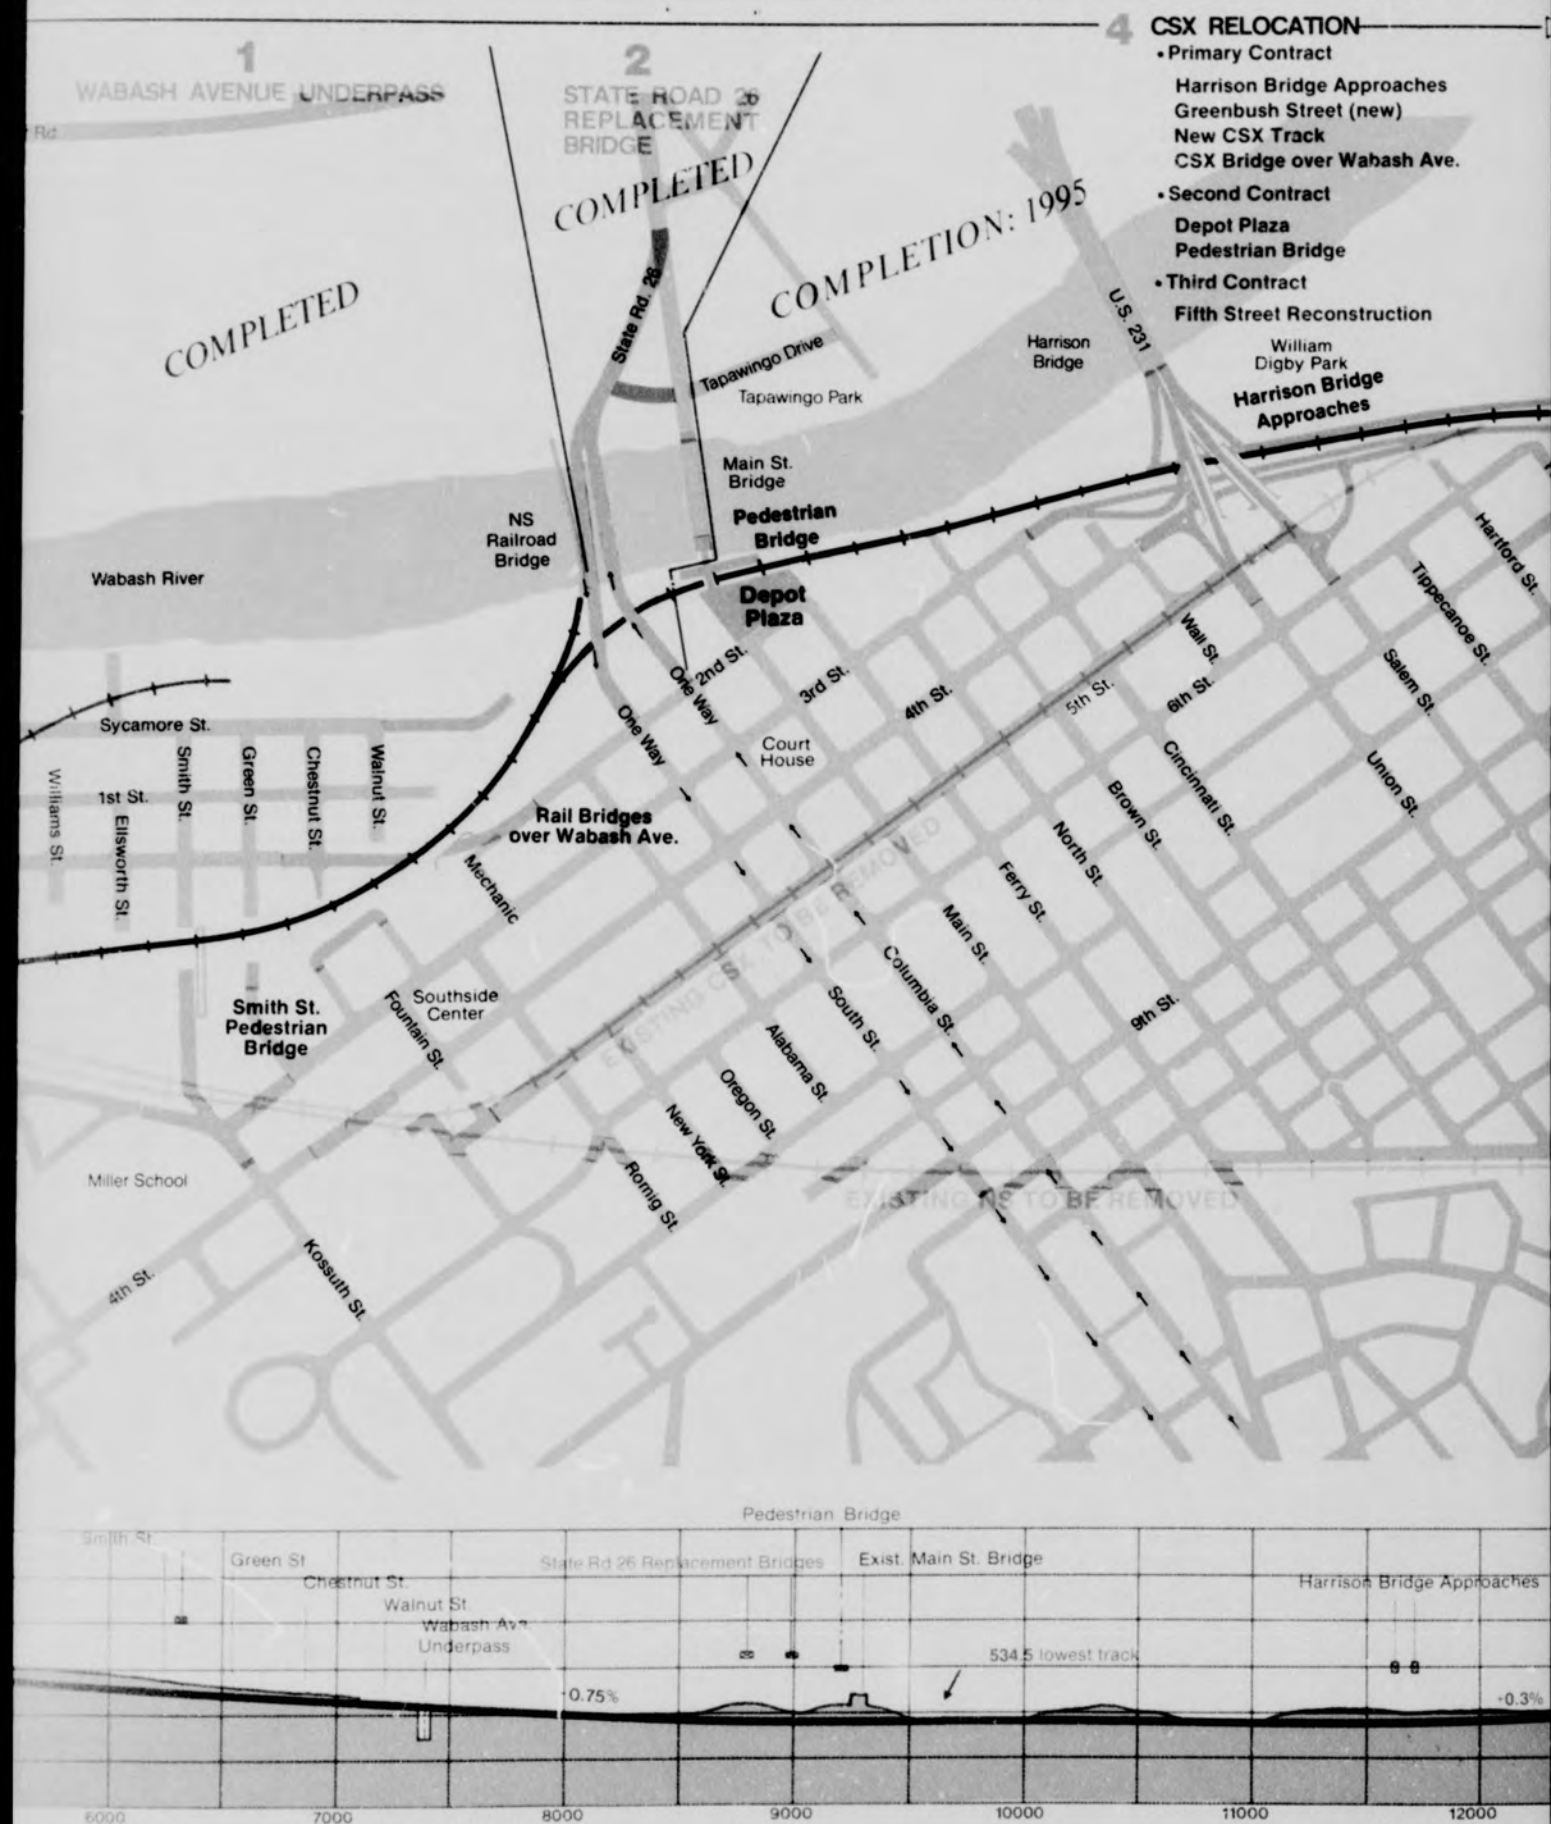 1
WABASH AVENUE UNDERPASS
Rd.
COMPLETED
2
STATE ROAD 26
REPLACEMENT
BRIDGE
COMPLETED
4 CSX RELOCATION
• Primary Contract
Harrison Bridge Approaches
Greenbush Street (new)
New CSX Track
CSX Bridge over Wabash Ave.
• Second Contract
Depot Plaza
Pedestrian Bridge
• Third Contract
Fifth Street Reconstruction
COMPLETION: 1995
State Rd. 26
Tapawingo Drive
Tapawingo Park
Harrison
Bridge
U.S. 231
William
Digby Park
Harrison Bridge
Approaches
Main St.
Bridge
NS
Railroad
Bridge
Pedestrian
Bridge
Wabash River
Depot
Plaza
Hartford St.
Tippecanoe St.
Wall St.
Salem St.
2nd St.
3rd St.
4th St.
5th St.
6th St.
One Way
One Way
Sycamore St.
Court
House
Smith St.
Green St.
Chestnut St.
Walnut St.
Williams St.
1st St.
Ellsworth St.
Rail Bridges
over Wabash Ave.
Cincinnati St.
Union St.
Brown St.
North St.
Mechanic
Ferry St.
Main St.
EXISTING CSX TO BE REMOVED
Columbia St.
South St.
9th St.
Smith St.
Pedestrian
Bridge
Southside
Center
Fountain St.
Alabama St.
Oregon St.
New York St.
Romig St.
Miller School
EXISTING NS TO BE REMOVED
4th St.
Kossuth St.
Pedestrian Bridge
Smith St.
Green St
Chestnut St.
Walnut St.
Wabash Ave.
Underpass
State Rd 26 Replacement Bridges
Exist. Main St. Bridge
Harrison Bridge Approaches
534.5 lowest track
-0.75%
-0.3%
6000 7000 8000 9000 10000 11000 12000